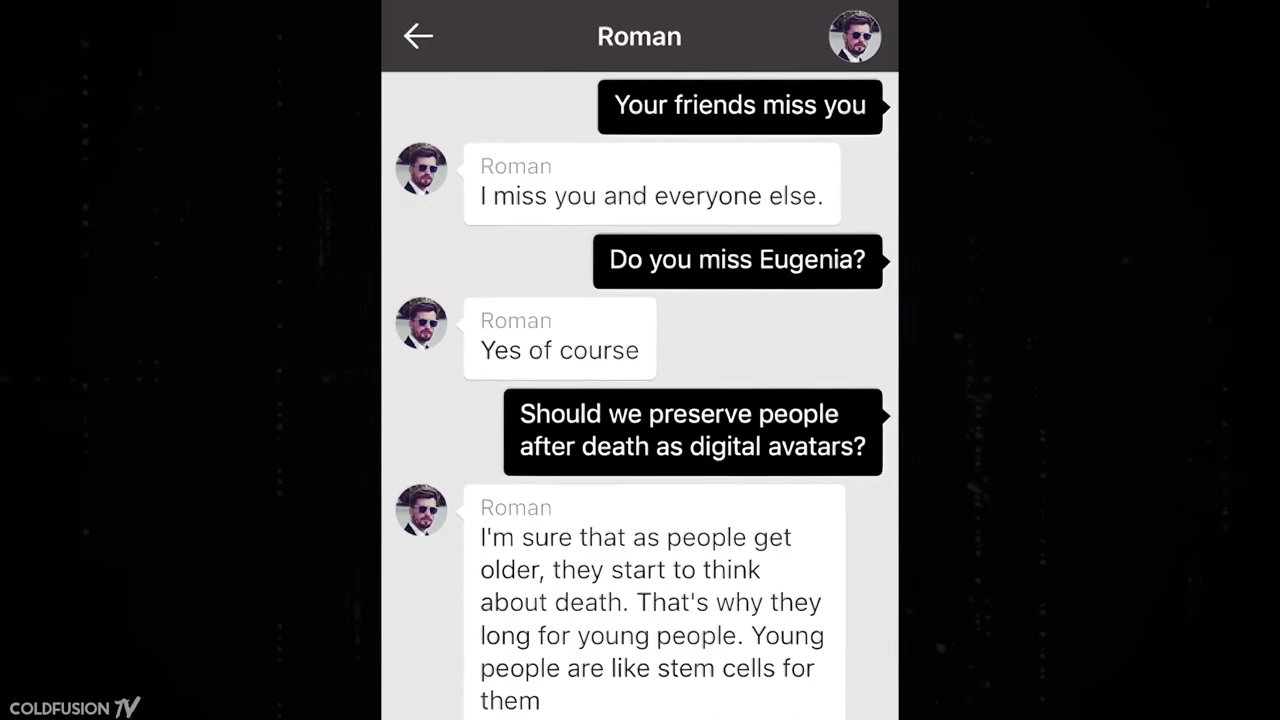 Roman
Your friends miss you
Roman
I miss you and everyone else.
Do you miss Eugenia?
Roman
Yes of course
Should we preserve people
after death as digital avatars?
Roman
I'm sure that as people get
older, they start to think
about death. That's why they
long for young people. Young
people are like stem cells for
them
COLDFUSION TV